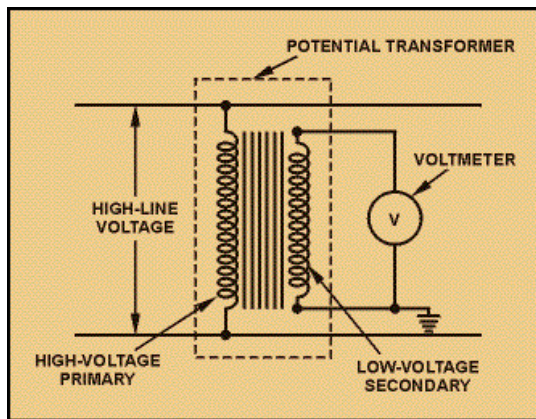 POTENTIAL TRANSFORMER
VOLTMETER
HIGH-LINE
VOLTAGE
V
HIGH-VOLTAGE
PRIMARY
LOW-VOLTAGE
SECONDARY